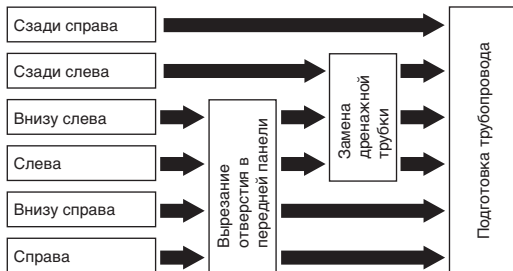 Сзади справа
Сзади слева
Внизу слева
Слева
Внизу справа
Справа
Вырезание
отверстия в
передней панели
Замена
дренажной
трубки
Подготовка трубопровода